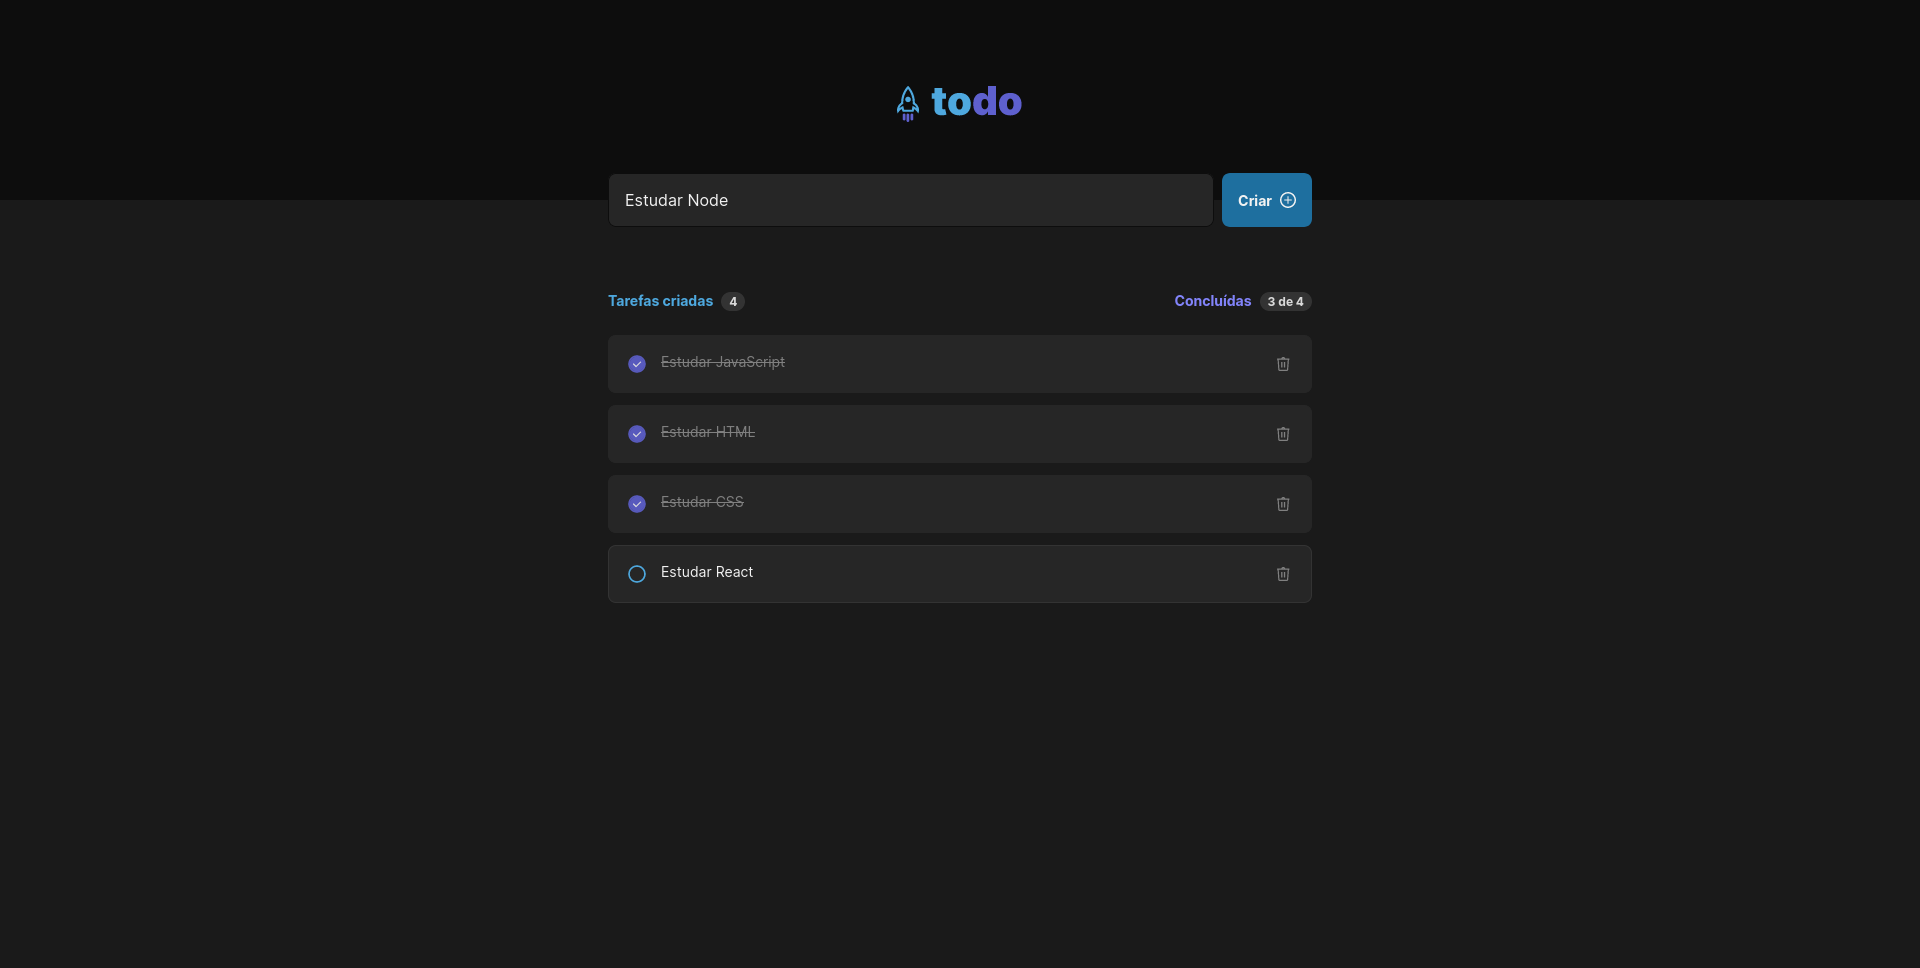 todo
Estudar Node
Criar
Tarefas criadas 4
Concluídas 3 de 4
Estudar JavaScript
Estudar HTML
Estudar CSS
Estudar React